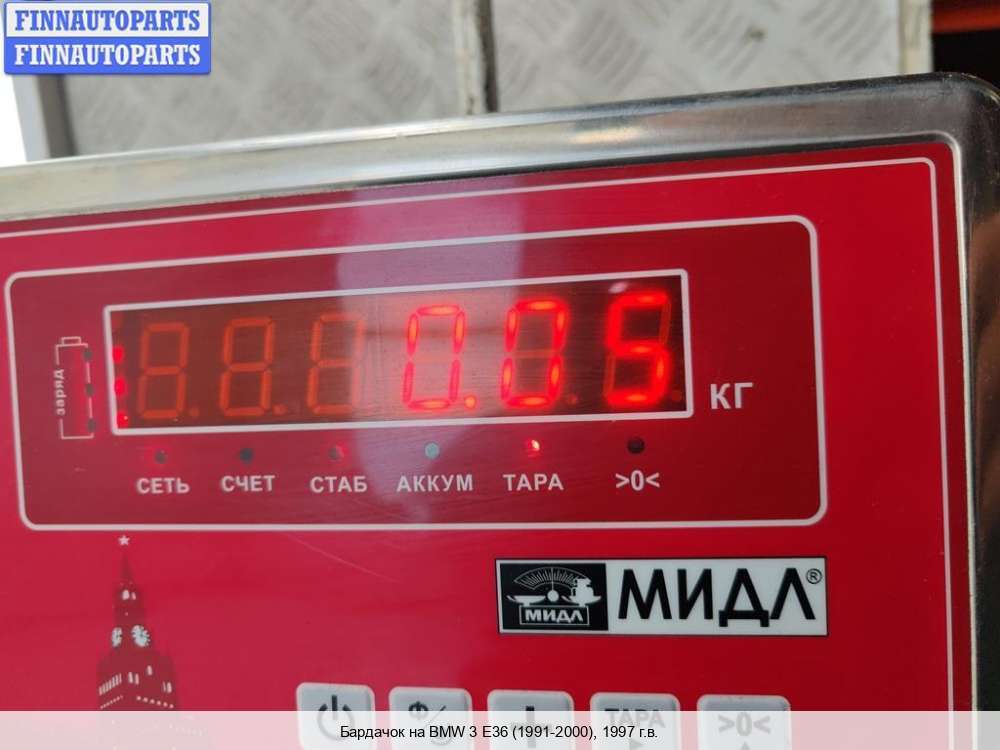 FINNAUTOPARTS
FINNAUTOPARTS
заряд
0.05
КГ
СЕТЬ СЧЕТ СТАБ АККУМ ТАРА >0<
МИДЛ
МИДЛ®
ТАРА >0<
Бардачок на BMW 3 E36 (1991-2000), 1997 г.в.